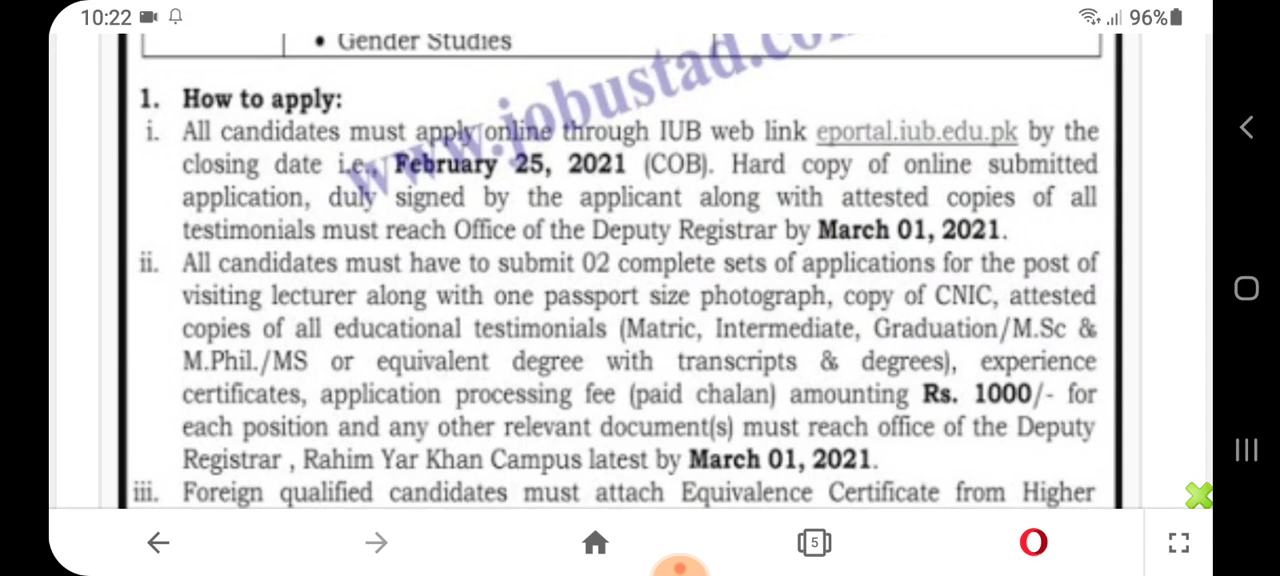 10:22 96%
• Gender Studies
www.jobustad.co
1. How to apply:
i. All candidates must apply online through IUB web link eportal.iub.edu.pk by the
closing date i.e., February 25, 2021 (COB). Hard copy of online submitted
application, duly signed by the applicant along with attested copies of all
testimonials must reach Office of the Deputy Registrar by March 01, 2021.
ii. All candidates must have to submit 02 complete sets of applications for the post of
visiting lecturer along with one passport size photograph, copy of CNIC, attested
copies of all educational testimonials (Matric, Intermediate, Graduation/M.Sc &
M.Phil./MS or equivalent degree with transcripts & degrees), experience
certificates, application processing fee (paid chalan) amounting Rs. 1000/- for
each position and any other relevant document(s) must reach office of the Deputy
Registrar , Rahim Yar Khan Campus latest by March 01, 2021.
iii. Foreign qualified candidates must attach Equivalence Certificate from Higher
5